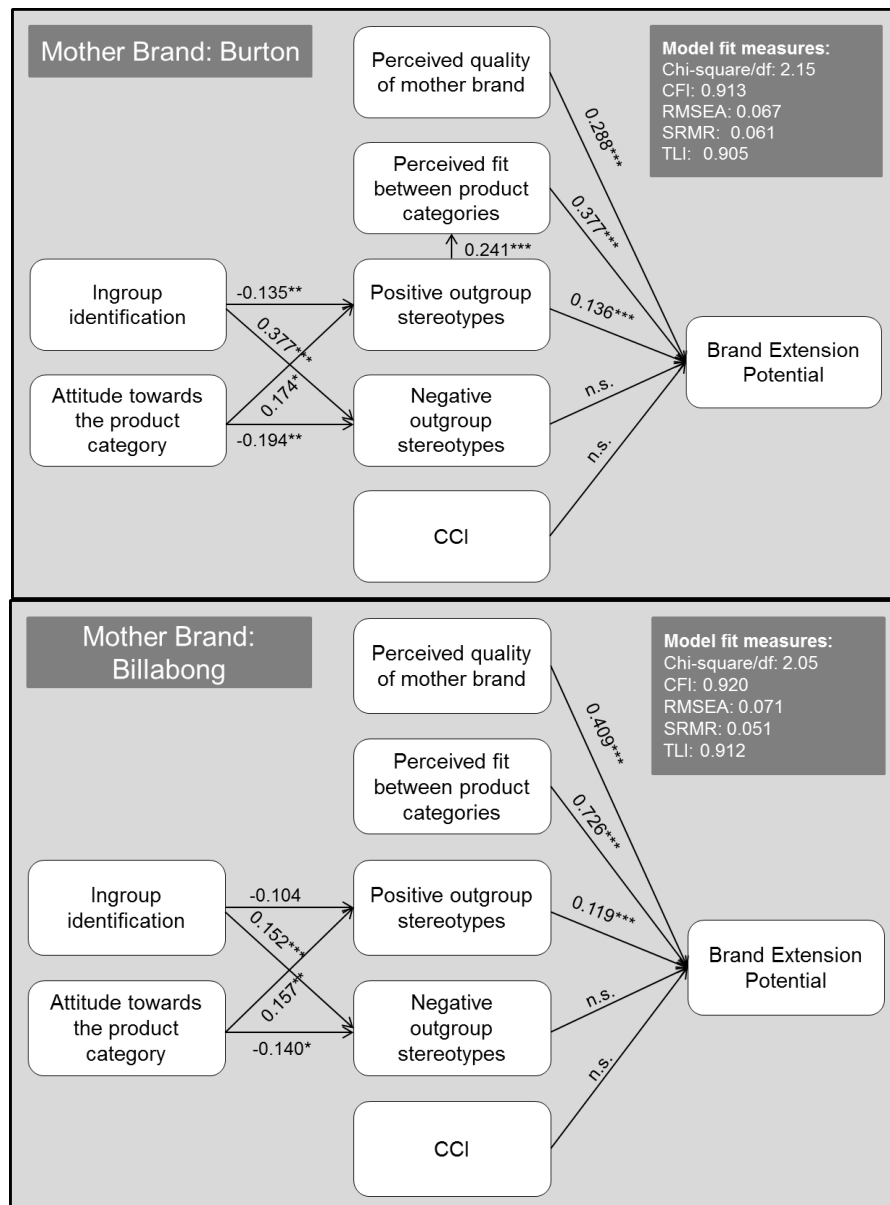 Mother Brand: Burton
Perceived quality
of mother brand
Model fit measures:
Chi-square/df: 2.15
CFI: 0.913
RMSEA: 0.067
SRMR: 0.061
TLI: 0.905
0.288***
Perceived fit
between product
categories
0.377***
0.241***
Ingroup
identification
-0.135**
Positive outgroup
stereotypes
0.136***
0.377***
Brand Extension
Potential
Attitude towards
the product
category
0.174*
-0.194**
Negative
outgroup
stereotypes
n.s.
n.s.
CCI
Mother Brand:
Billabong
Perceived quality
of mother brand
Model fit measures:
Chi-square/df: 2.05
CFI: 0.920
RMSEA: 0.071
SRMR: 0.051
TLI: 0.912
0.409***
Perceived fit
between product
categories
0.726***
Ingroup
identification
-0.104
Positive outgroup
stereotypes
0.119***
0.152***
Brand Extension
Potential
Attitude towards
the product
category
0.157**
-0.140*
Negative
outgroup
stereotypes
n.s.
n.s.
CCI